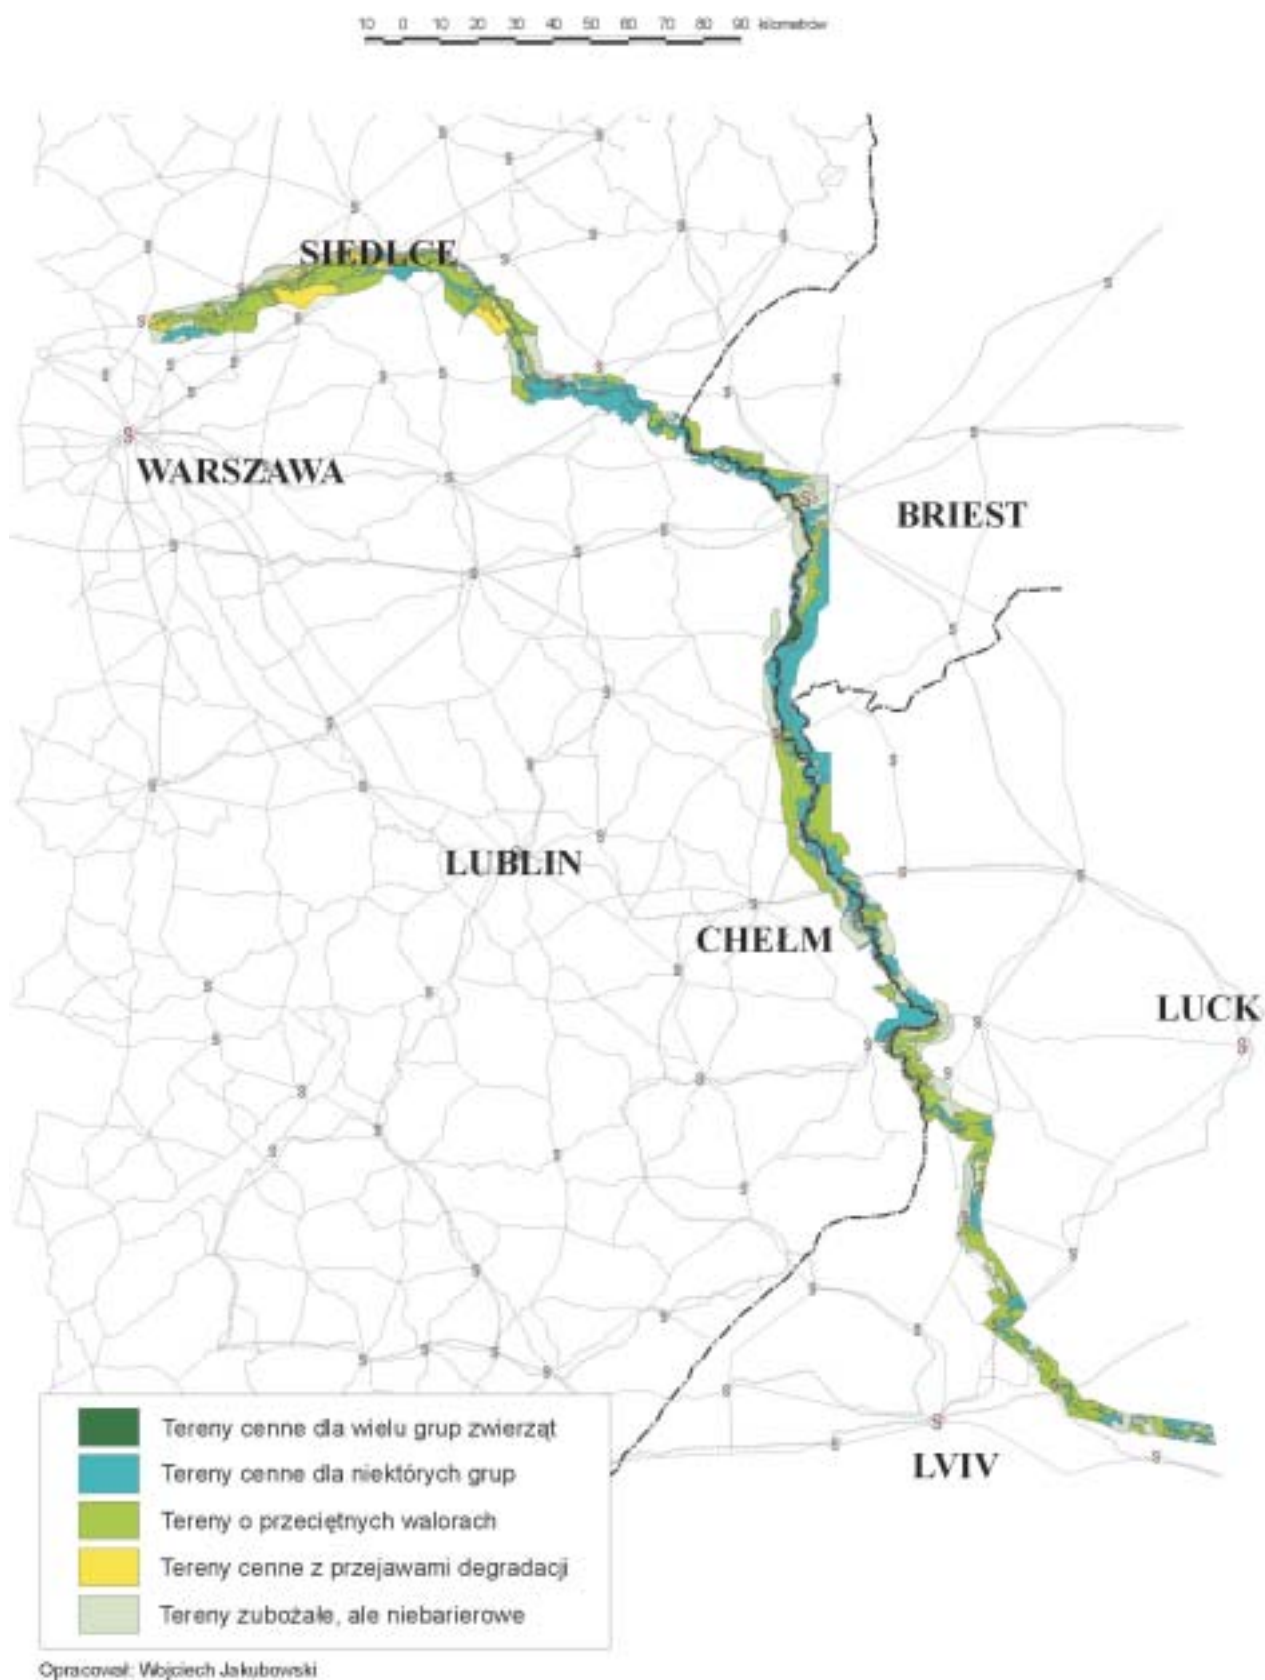 10 0 10 20 30 40 50 60 70 80 90 kilometrów
SIEDLCE
WARSZAWA
BRIEST
LUBLIN
CHEŁM
LUCK
LVIV
Tereny cenne dla wielu grup zwierząt
Tereny cenne dla niektórych grup
Tereny o przeciętnych walorach
Tereny cenne z przejawami degradacji
Tereny zubożałe, ale niebarierowe
Opracował: Wojciech Jakubowski